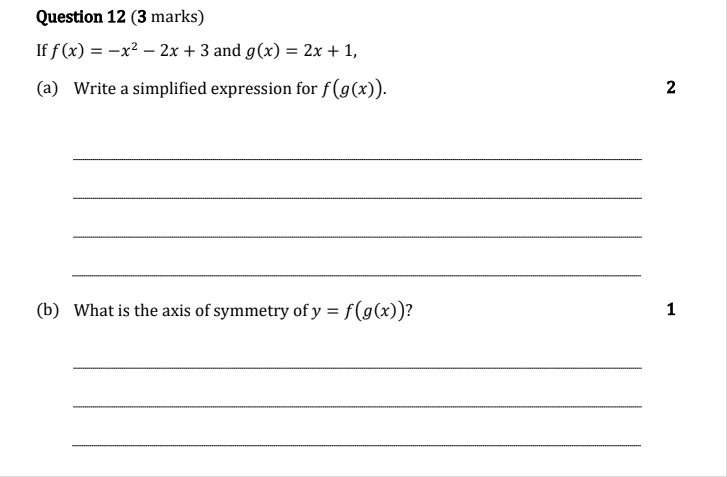 Question 12 (3 marks)
If f(x) = −x² − 2x + 3 and g(x) = 2x + 1,
(a) Write a simplified expression for f(g(x)). 2
(b) What is the axis of symmetry of y = f(g(x))? 1